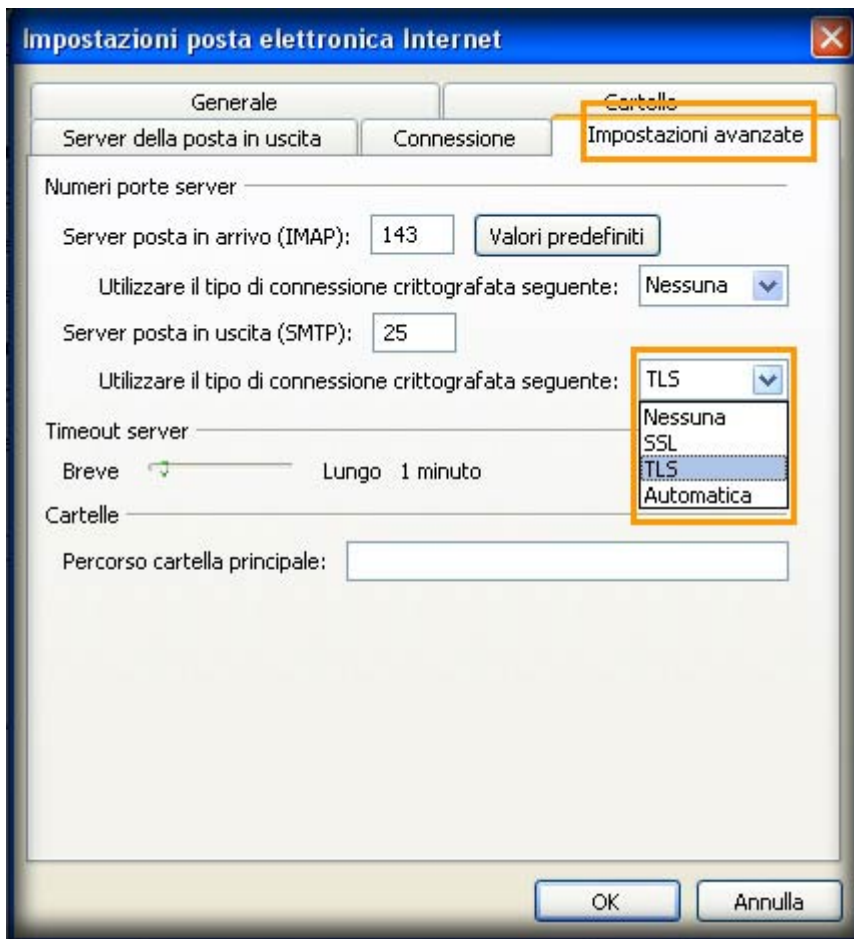 Impostazioni posta elettronica Internet
Generale Cartelle
Server della posta in uscita Connessione Impostazioni avanzate
Numeri porte server
Server posta in arrivo (IMAP): 143 Valori predefiniti
Utilizzare il tipo di connessione crittografata seguente: Nessuna
Server posta in uscita (SMTP): 25
Utilizzare il tipo di connessione crittografata seguente: TLS
Nessuna
SSL
TLS
Automatica
Timeout server
Breve Lungo 1 minuto
Cartelle
Percorso cartella principale:
OK Annulla